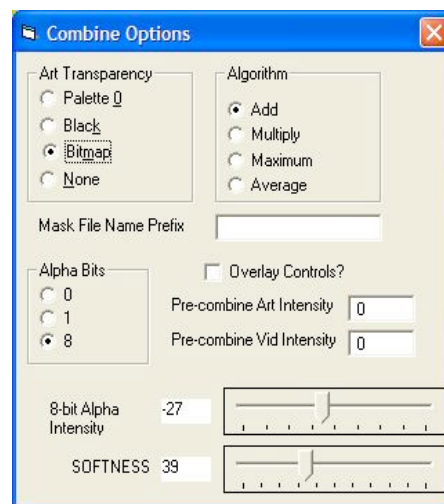 Combine Options
Art Transparency
Palette 0
Black
Bitmap
None
Algorithm
Add
Multiply
Maximum
Average
Mask File Name Prefix
Alpha Bits
0
1
8
Overlay Controls?
Pre-combine Art Intensity 0
Pre-combine Vid Intensity 0
8-bit Alpha
Intensity
-27
SOFTNESS 39